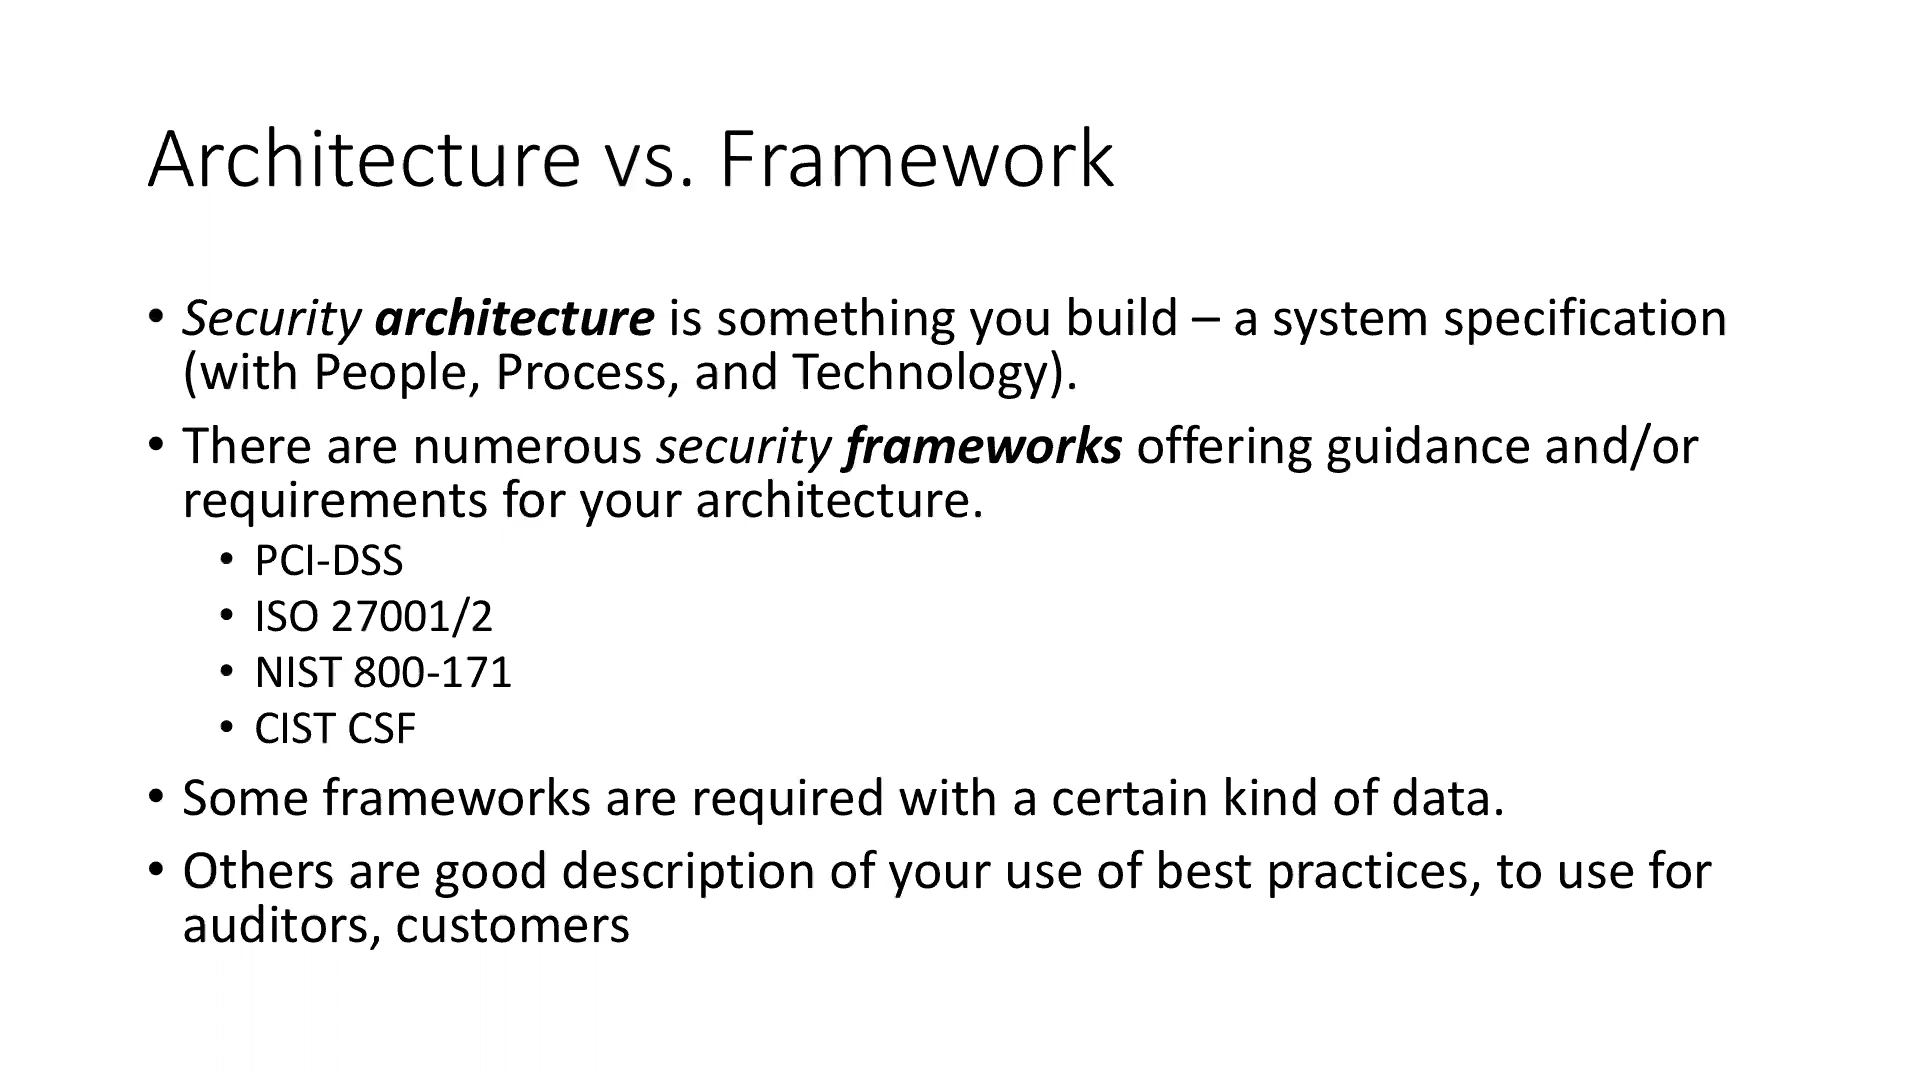 Architecture vs. Framework
• Security architecture is something you build – a system specification
(with People, Process, and Technology).
• There are numerous security frameworks offering guidance and/or
requirements for your architecture.
• PCI-DSS
• ISO 27001/2
• NIST 800-171
• CIST CSF
• Some frameworks are required with a certain kind of data.
• Others are good description of your use of best practices, to use for
auditors, customers